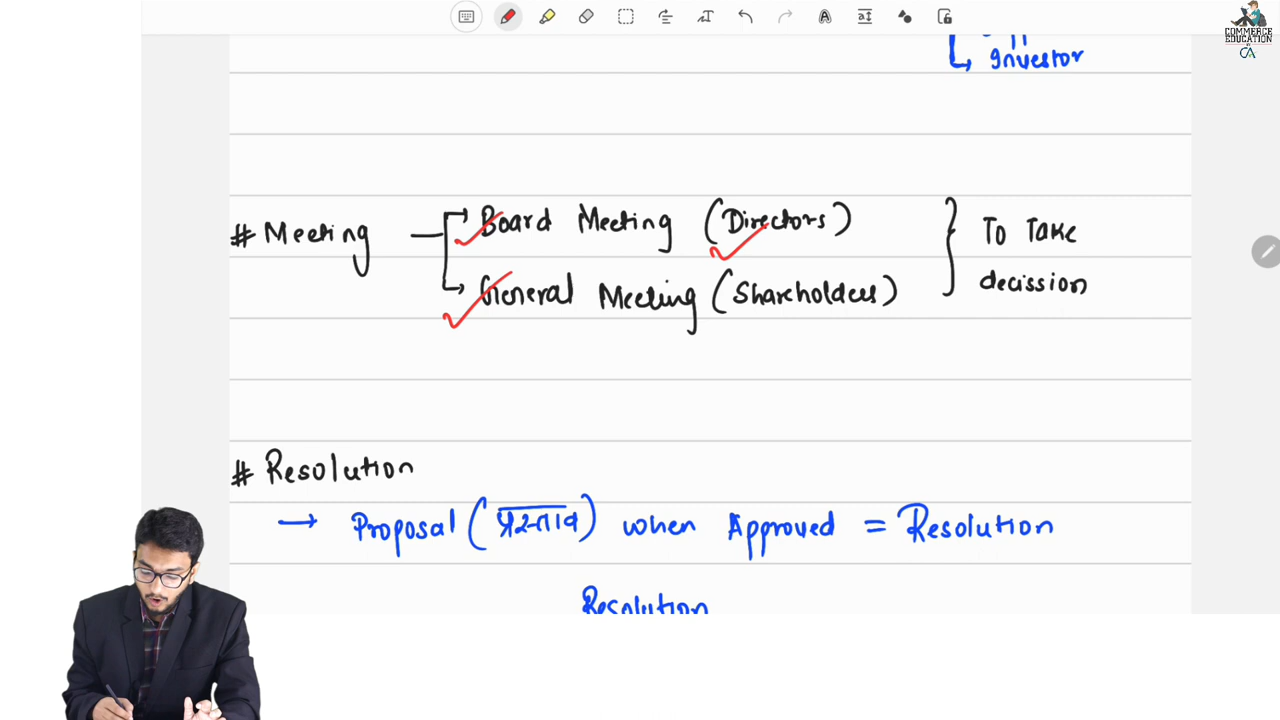 COMMERCE
EDUCATION
BY
CA
Investor
# Meeting
Board Meeting (Directors)
General Meeting (Shareholders)
To Take
decission
# Resolution
→ Proposal (प्रस्ताव) when Approved = Resolution
Resolution